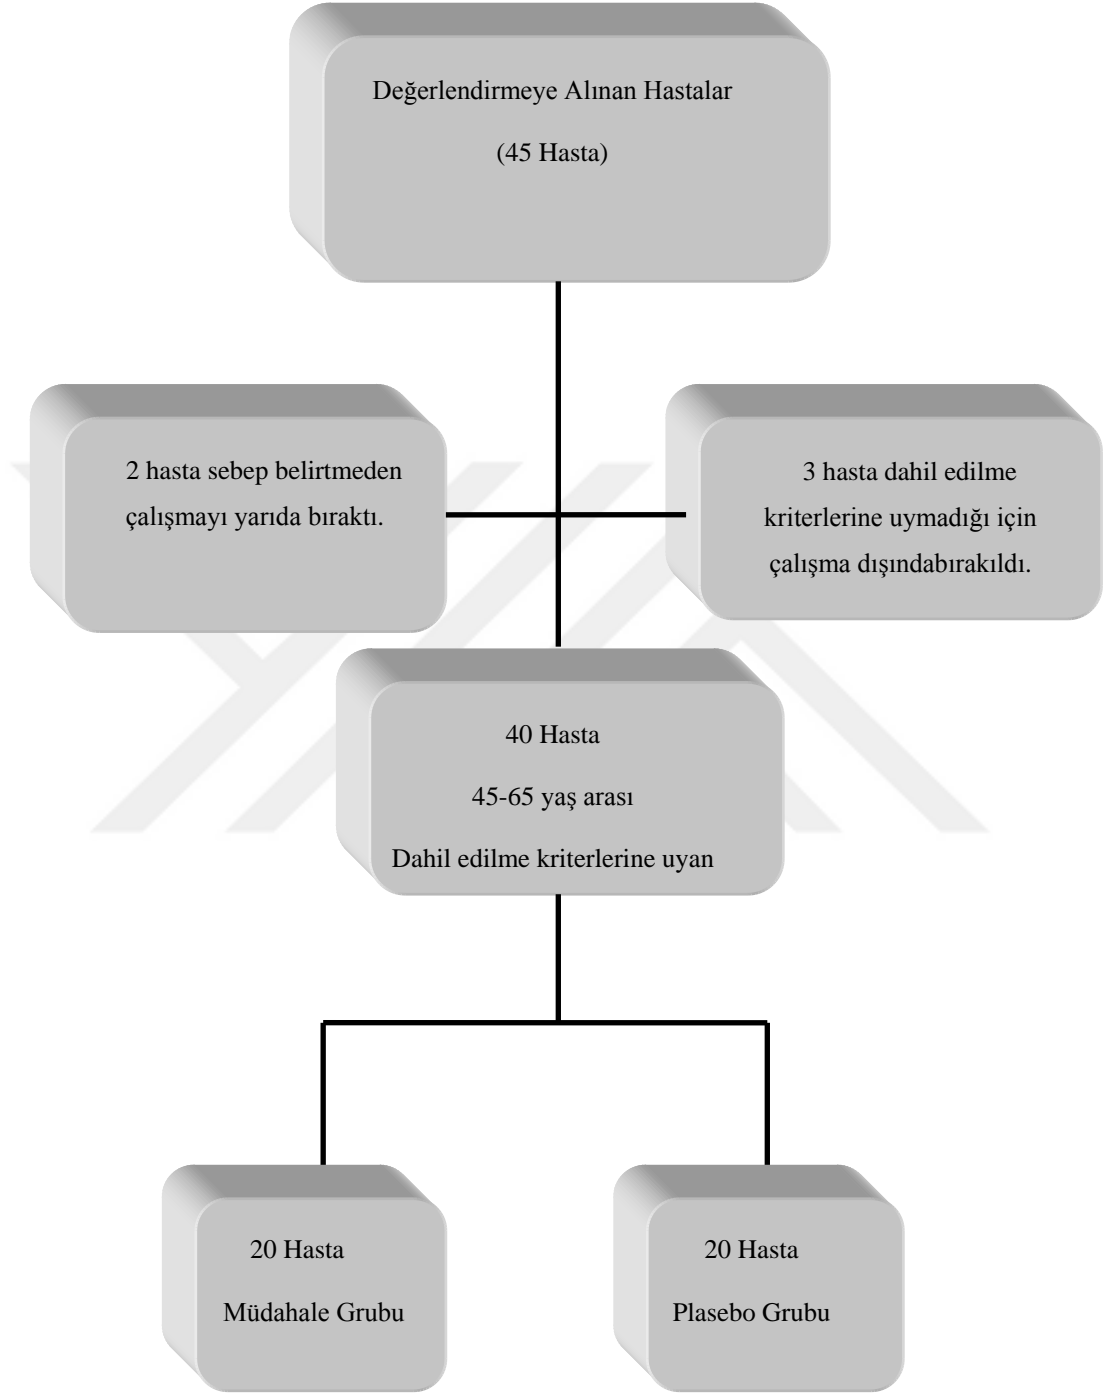 Değerlendirmeye Alınan Hastalar
(45 Hasta)
2 hasta sebep belirtmeden
çalışmayı yarıda bıraktı.
3 hasta dahil edilme
kriterlerine uymadığı için
çalışma dışındabırakıldı.
40 Hasta
45-65 yaş arası
Dahil edilme kriterlerine uyan
20 Hasta
Müdahale Grubu
20 Hasta
Plasebo Grubu